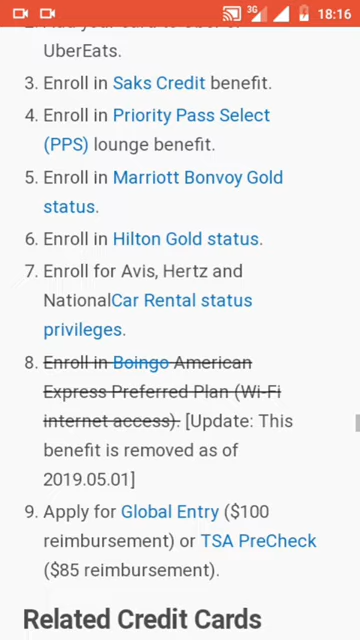 3G 18:16
UberEats.
3. Enroll in Saks Credit benefit.
4. Enroll in Priority Pass Select
(PPS) lounge benefit.
5. Enroll in Marriott Bonvoy Gold
status.
6. Enroll in Hilton Gold status.
7. Enroll for Avis, Hertz and
NationalCar Rental status
privileges.
8. Enroll in Boingo American
Express Preferred Plan (Wi-Fi
internet access). [Update: This
benefit is removed as of
2019.05.01]
9. Apply for Global Entry ($100
reimbursement) or TSA PreCheck
($85 reimbursement).
Related Credit Cards